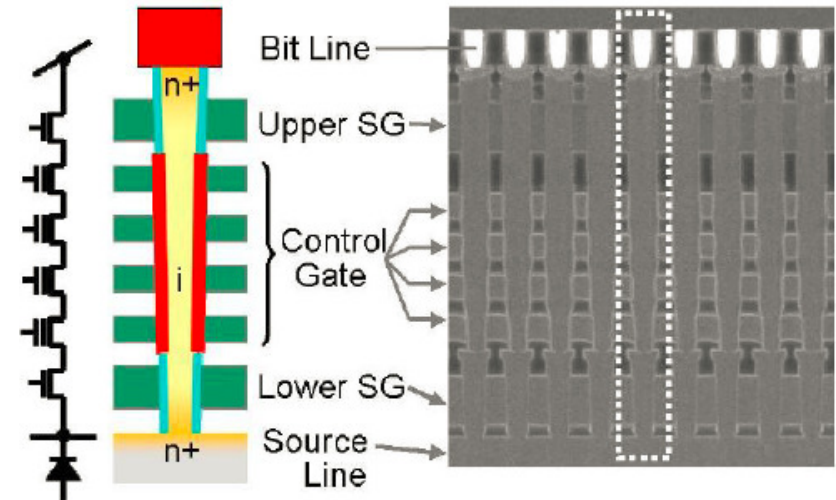 n+
Bit Line
Upper SG
Control
Gate
i
Lower SG
Source
Line
n+